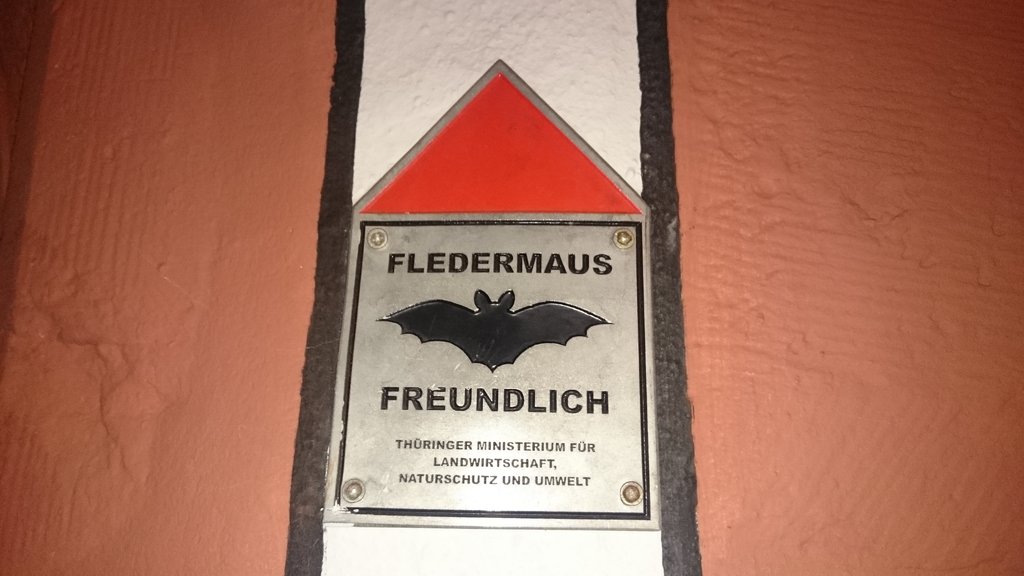 FLEDERMAUS
FREUNDLICH
THÜRINGER MINISTERIUM FÜR
LANDWIRTSCHAFT,
NATURSCHUTZ UND UMWELT